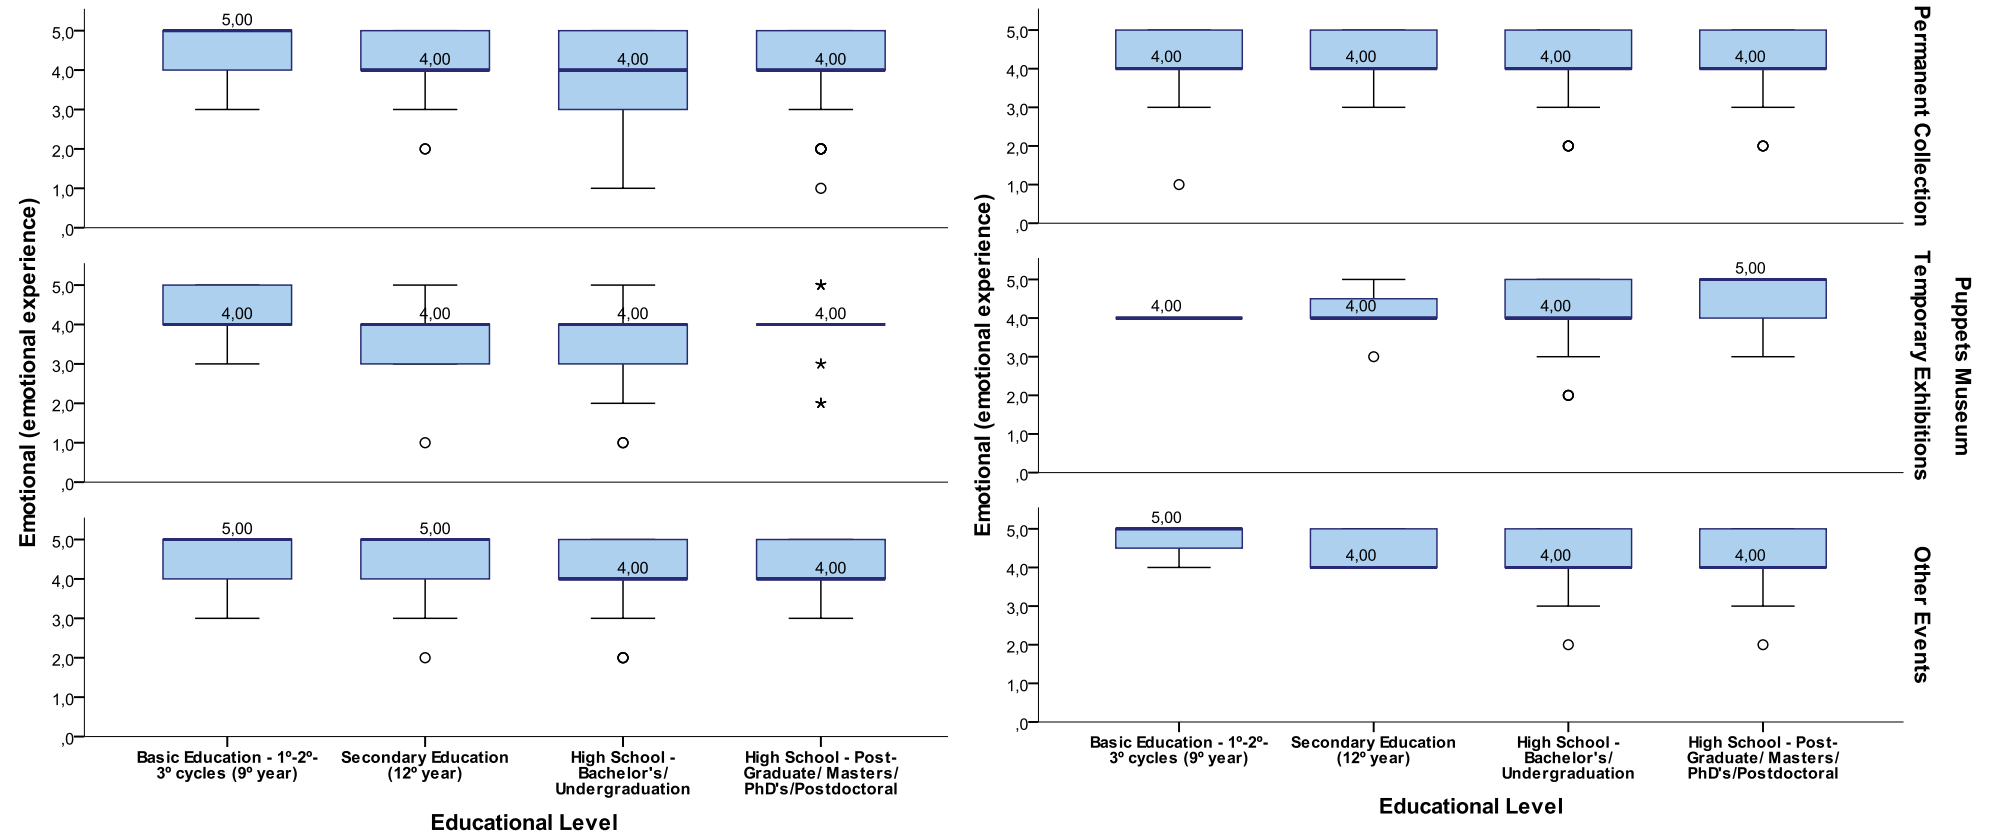 Emotional (emotional experience)
5,0
4,0
3,0
2,0
1,0
,0
5,00
4,00
4,00
4,00
5,0
4,0
3,0
2,0
1,0
,0
4,00
4,00
4,00
4,00
5,0
4,0
3,0
2,0
1,0
,0
5,00
5,00
4,00
4,00
Basic Education - 1º-2º-
3º cycles (9º year)
Secondary Education
(12º year)
High School -
Bachelor's/
Undergraduation
High School - Post-
Graduate/ Masters/
PhD's/Postdoctoral
Educational Level
Emotional (emotional experience)
5,0
4,0
3,0
2,0
1,0
,0
4,00
4,00
4,00
4,00
Permanent Collection
5,0
4,0
3,0
2,0
1,0
,0
4,00
4,00
4,00
5,00
Temporary Exhibitions
5,0
4,0
3,0
2,0
1,0
,0
5,00
4,00
4,00
4,00
Other Events
Puppets Museum
Basic Education - 1º-2º-
3º cycles (9º year)
Secondary Education
(12º year)
High School -
Bachelor's/
Undergraduation
High School - Post-
Graduate/ Masters/
PhD's/Postdoctoral
Educational Level